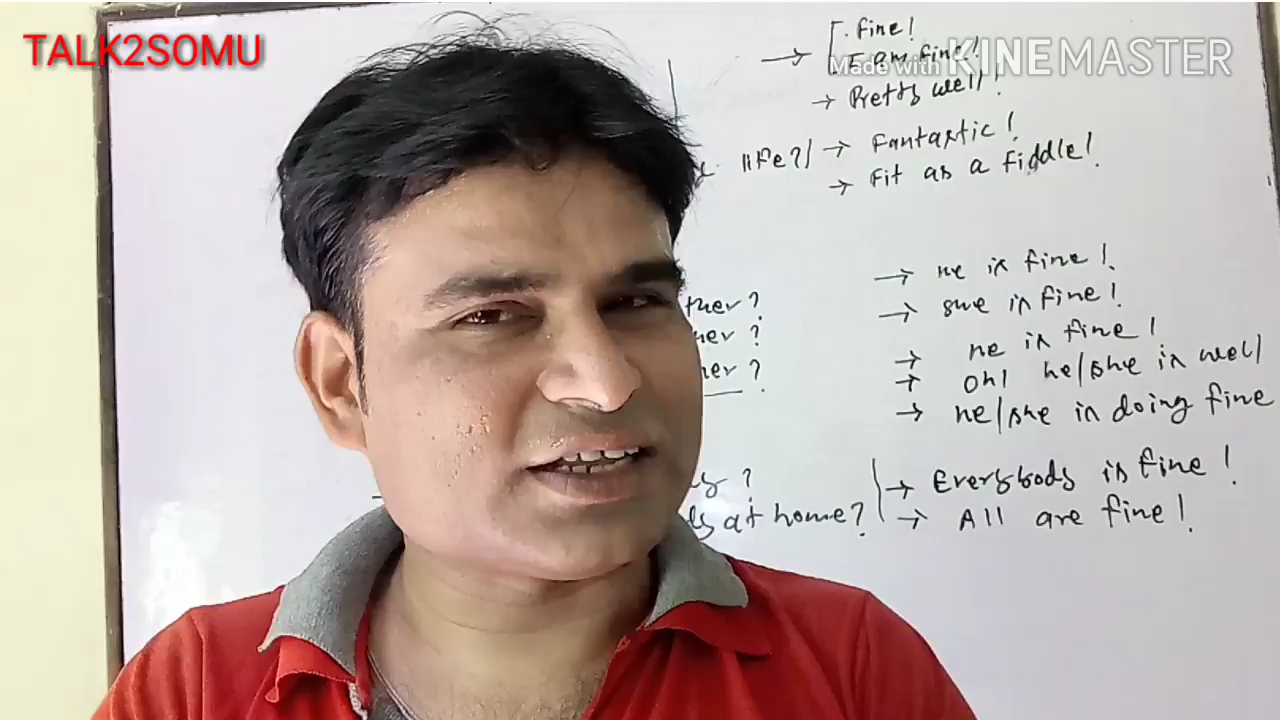 TALK2SOMU
Made with KINEMASTER
→ [. Fine!
I am fine!
→ Pretty well!
life?/ → Fantastic!
→ Fit as a fiddle!
ther? → He is fine!
her? → She is fine!
her? → He is fine!
→ Oh! he/she is well/
→ He/she is doing fine
? → Everybody is fine!
at home? → All are fine!